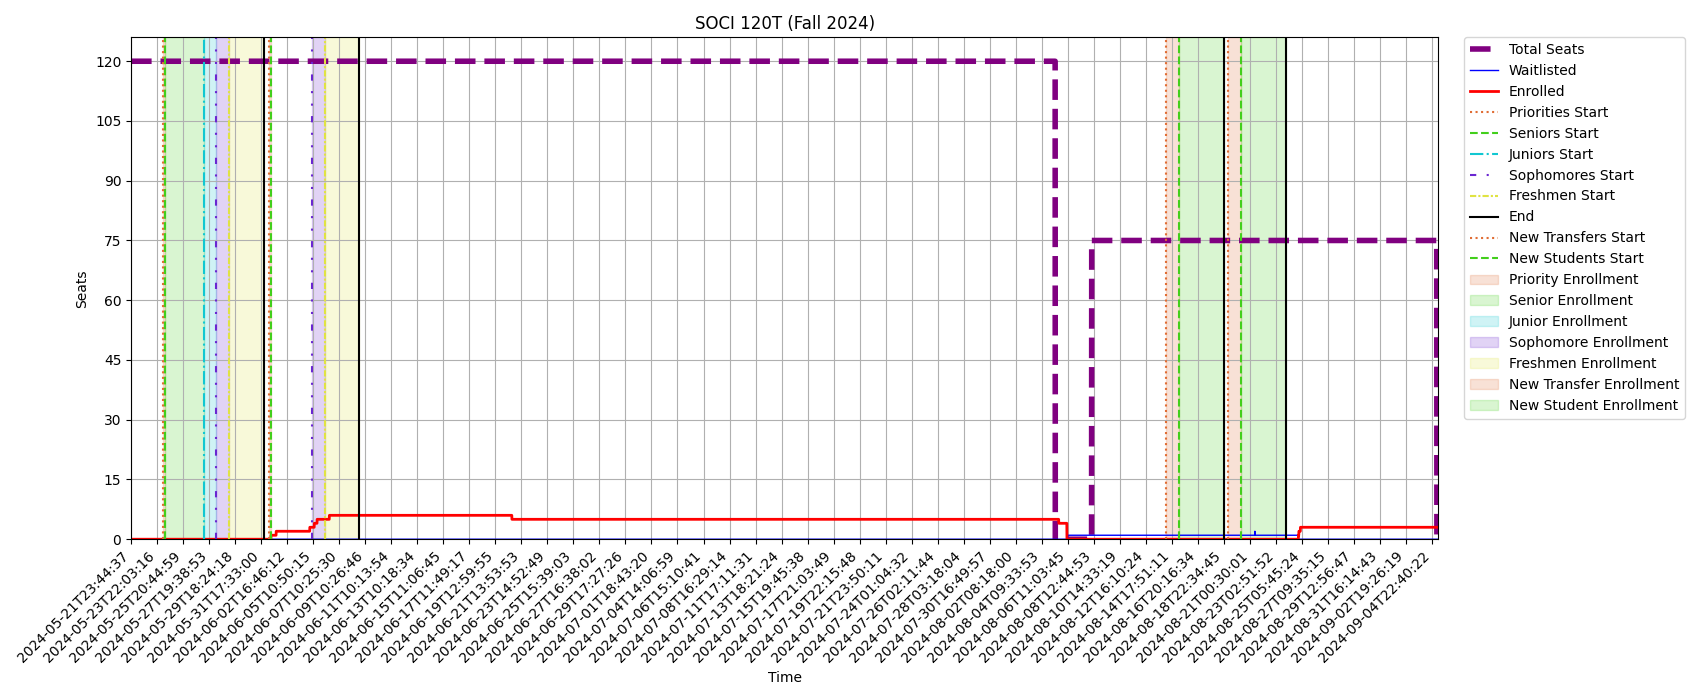 SOCI 120T (Fall 2024)
Seats
120
105
90
75
60
45
30
15
0
2024-05-21T23:44:37
2024-05-23T22:03:16
2024-05-25T20:44:59
2024-05-27T19:38:53
2024-05-29T18:24:18
2024-05-31T17:33:00
2024-06-02T16:46:12
2024-06-05T10:50:15
2024-06-07T10:25:30
2024-06-09T10:26:46
2024-06-11T10:13:54
2024-06-13T10:18:34
2024-06-15T11:06:45
2024-06-17T11:49:17
2024-06-19T12:59:55
2024-06-21T13:53:53
2024-06-23T14:52:49
2024-06-25T15:39:03
2024-06-27T16:38:02
2024-06-29T17:27:26
2024-07-01T18:43:20
2024-07-04T14:06:59
2024-07-06T15:10:41
2024-07-08T16:29:14
2024-07-11T17:11:31
2024-07-13T18:21:24
2024-07-15T19:45:38
2024-07-17T21:03:49
2024-07-19T22:15:48
2024-07-21T23:50:11
2024-07-24T01:04:32
2024-07-26T02:11:44
2024-07-28T03:18:04
2024-07-30T16:49:57
2024-08-02T08:18:00
2024-08-04T09:33:53
2024-08-06T11:03:45
2024-08-08T12:44:53
2024-08-10T14:33:19
2024-08-12T16:10:24
2024-08-14T17:51:11
2024-08-16T20:16:34
2024-08-18T22:34:45
2024-08-21T00:30:01
2024-08-23T02:51:52
2024-08-25T05:45:24
2024-08-27T09:35:15
2024-08-29T12:56:47
2024-08-31T16:14:43
2024-09-02T19:26:19
2024-09-04T22:40:22
Time
Total Seats
Waitlisted
Enrolled
Priorities Start
Seniors Start
Juniors Start
Sophomores Start
Freshmen Start
End
New Transfers Start
New Students Start
Priority Enrollment
Senior Enrollment
Junior Enrollment
Sophomore Enrollment
Freshmen Enrollment
New Transfer Enrollment
New Student Enrollment